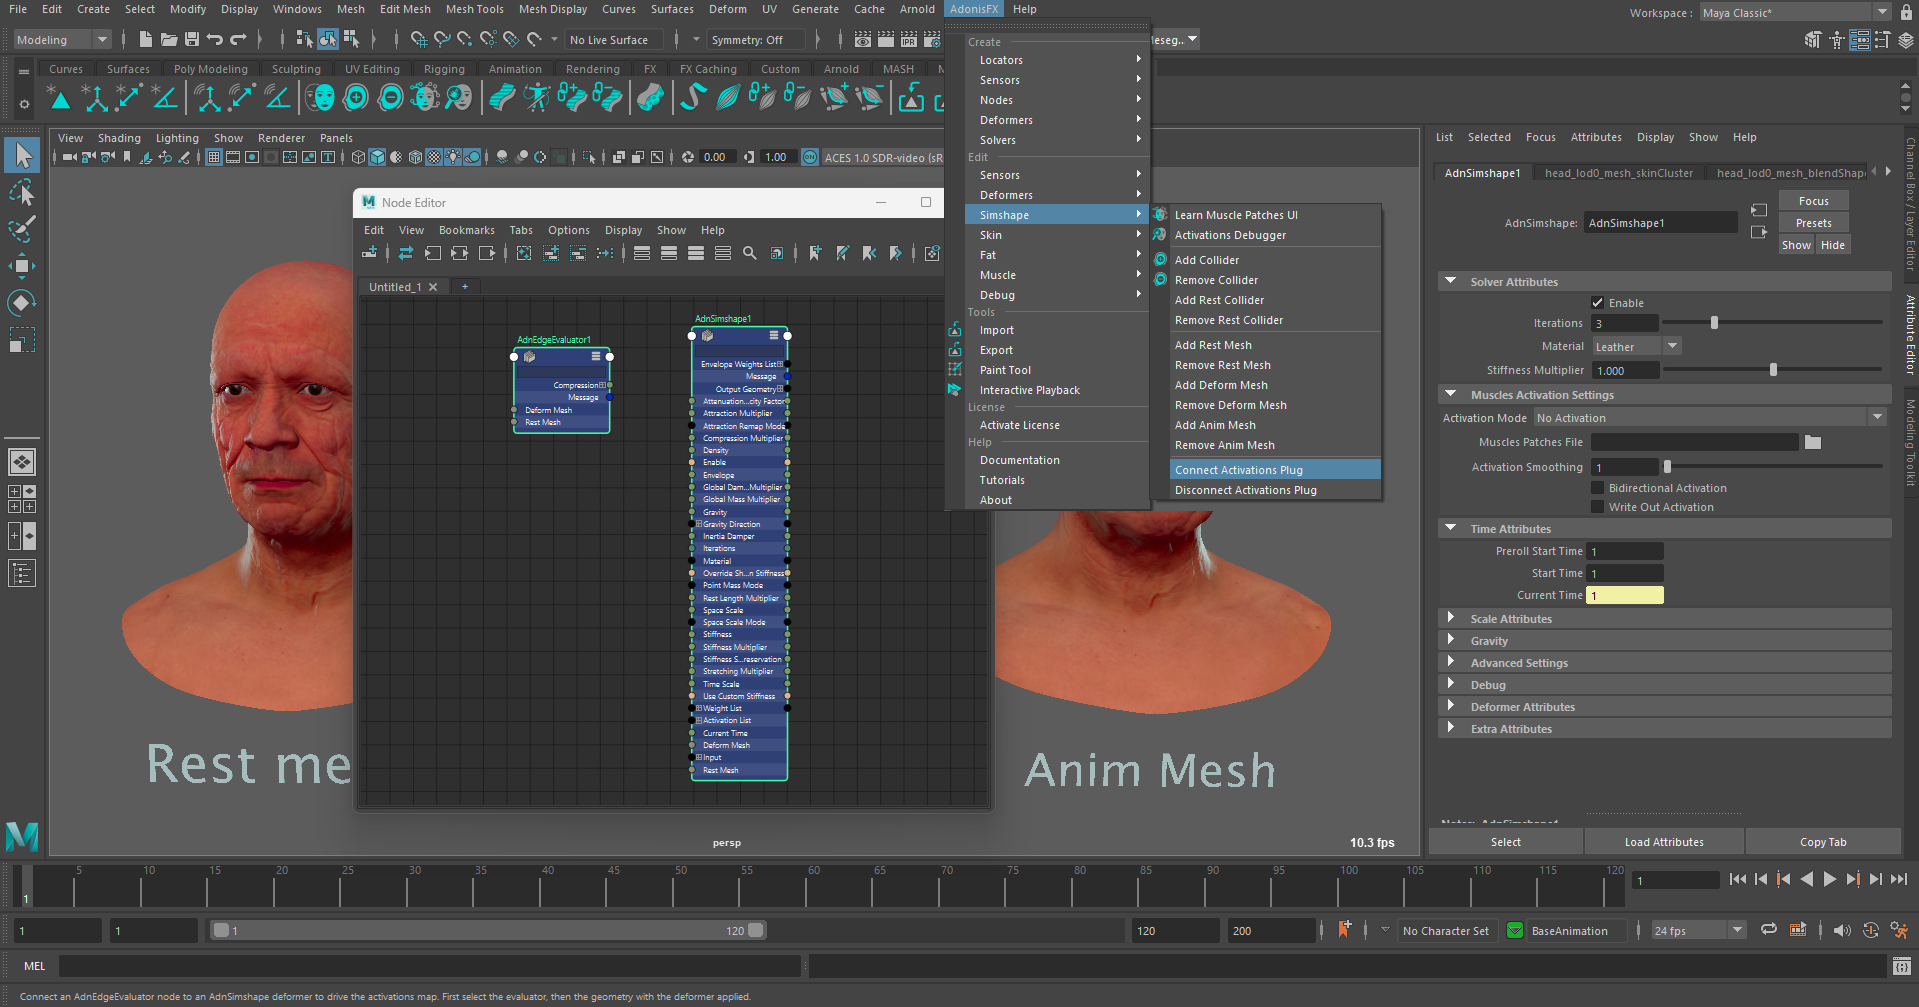 File Edit Create Select Modify Display Windows Mesh Edit Mesh Mesh Tools Mesh Display Curves Surfaces Deform UV Generate Cache Arnold AdonisFX Help
Workspace : Maya Classic*
Modeling No Live Surface Symmetry: Off
IPR
Curves Surfaces Poly Modeling Sculpting UV Editing Rigging Animation Rendering FX FX Caching Custom Arnold MASH
View Shading Lighting Show Renderer Panels
0.00 1.00 ACES 1.0 SDR-video (sR
Rest me
Anim Mesh
persp
10.3 fps
Node Editor
Edit View Bookmarks Tabs Options Display Show Help
Untitled_1
+
AdnEdgeEvaluator1
Compression
Message
Deform Mesh
Rest Mesh
AdnSimshape1
Envelope Weights List
Message
Output Geometry
Attenuation...city Factor
Attraction Multiplier
Attraction Remap Mode
Compression Multiplier
Density
Enable
Envelope
Global Dam...Multiplier
Global Mass Multiplier
Gravity
Gravity Direction
Inertia Damper
Iterations
Material
Override Sh...n Stiffness
Point Mass Mode
Rest Length Multiplier
Space Scale
Space Scale Mode
Stiffness
Stiffness Multiplier
Stiffness S...reservation
Stretching Multiplier
Time Scale
Use Custom Stiffness
Weight List
Activation List
Current Time
Deform Mesh
Input
Rest Mesh
Create
Locators
Sensors
Nodes
Deformers
Solvers
Edit
Sensors
Deformers
Simshape
Skin
Fat
Muscle
Debug
Tools
Import
Export
Paint Tool
Interactive Playback
License
Activate License
Help
Documentation
Tutorials
About
Learn Muscle Patches UI
Activations Debugger
Add Collider
Remove Collider
Add Rest Collider
Remove Rest Collider
Add Rest Mesh
Remove Rest Mesh
Add Deform Mesh
Remove Deform Mesh
Add Anim Mesh
Remove Anim Mesh
Connect Activations Plug
Disconnect Activations Plug
List Selected Focus Attributes Display Show Help
AdnSimshape1 head_lod0_mesh_skinCluster head_lod0_mesh_blendShap
Focus
AdnSimshape: AdnSimshape1 Presets
Show Hide
Solver Attributes
Enable
Iterations 3
Material Leather
Stiffness Multiplier 1.000
Muscles Activation Settings
Activation Mode No Activation
Muscles Patches File
Activation Smoothing 1
Bidirectional Activation
Write Out Activation
Time Attributes
Preroll Start Time 1
Start Time 1
Current Time 1
Scale Attributes
Gravity
Advanced Settings
Debug
Deformer Attributes
Extra Attributes
Select Load Attributes Copy Tab
Channel Box / Layer Editor
Attribute Editor
Modeling Toolkit
5 10 15 20 25 30 35 40 45 50 55 60 65 70 75 80 85 90 95 100 105 110 115 120
1
1
1 1 1 120 120 200 No Character Set BaseAnimation 24 fps
MEL
Connect an AdnEdgeEvaluator node to an AdnSimshape deformer to drive the activations map. First select the evaluator, then the geometry with the deformer applied.